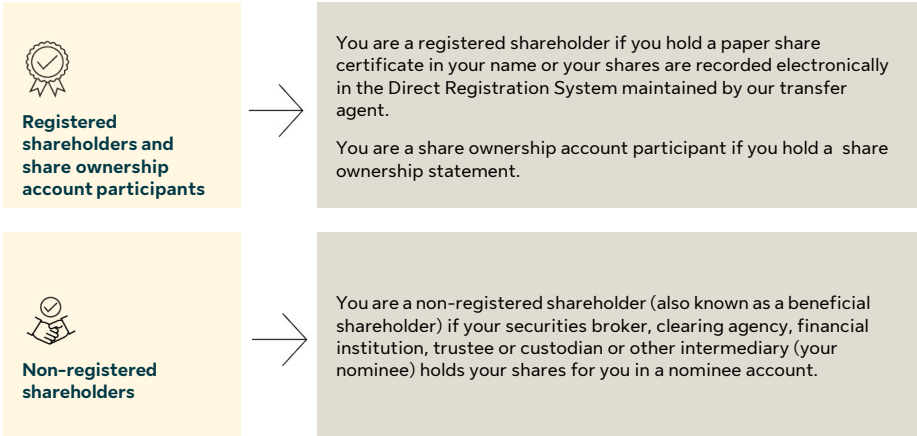 Registered
shareholders and
share ownership
account participants
You are a registered shareholder if you hold a paper share
certificate in your name or your shares are recorded electronically
in the Direct Registration System maintained by our transfer
agent.
You are a share ownership account participant if you hold a share
ownership statement.
Non-registered
shareholders
You are a non-registered shareholder (also known as a beneficial
shareholder) if your securities broker, clearing agency, financial
institution, trustee or custodian or other intermediary (your
nominee) holds your shares for you in a nominee account.